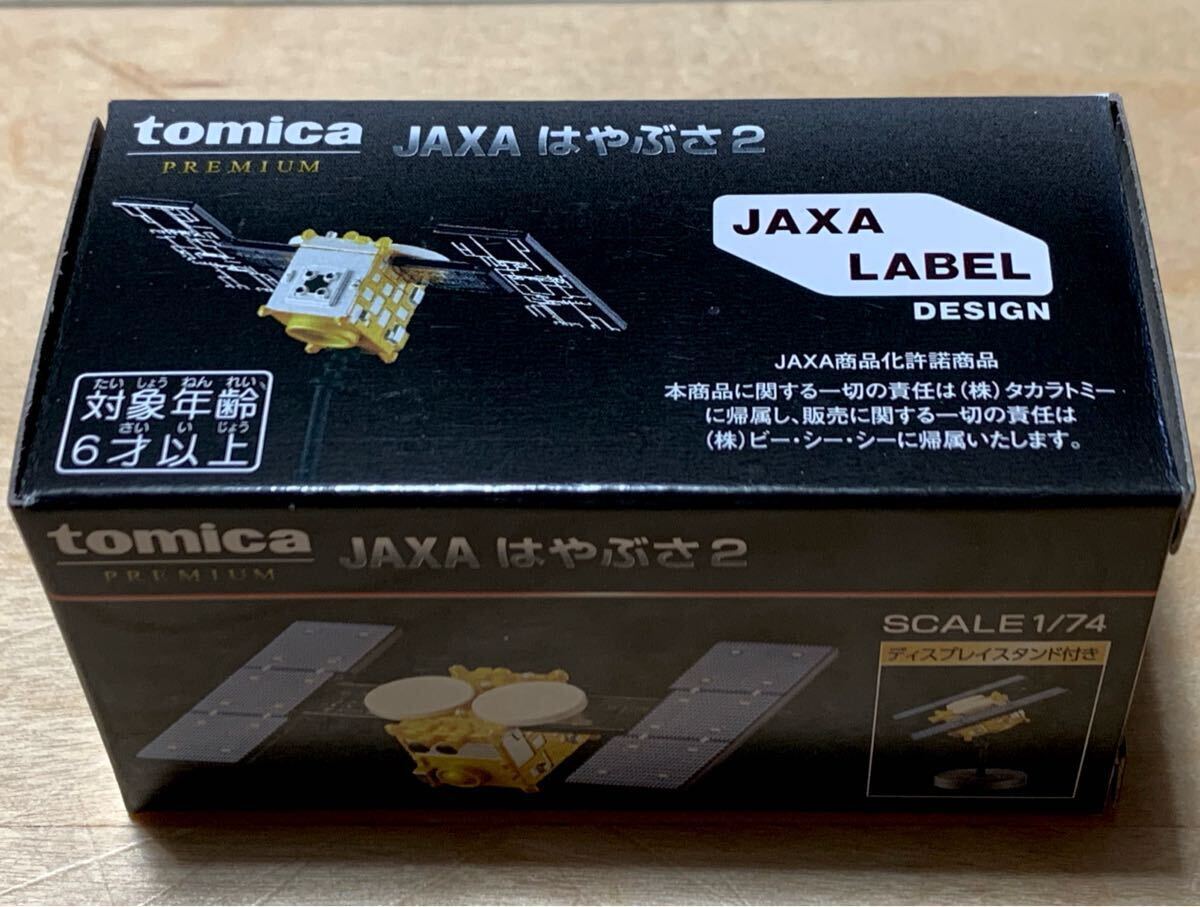 tomica
PREMIUM
JAXA はやぶさ2
JAXA
LABEL
DESIGN
JAXA商品化許諾商品
本商品に関する一切の責任は(株)タカラトミー
に帰属し、販売に関する一切の責任は
(株)ビー・シー・シーに帰属いたします。
たいしょうねんれい
対象年齢
さいいじょう
6才以上
tomica
PREMIUM
JAXA はやぶさ2
SCALE 1/74
ディスプレイスタンド付き